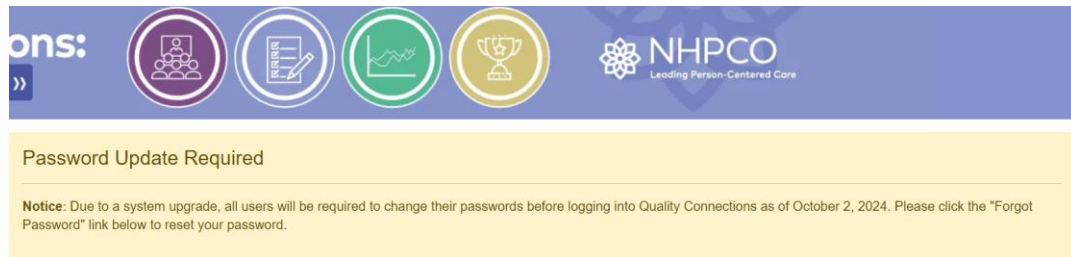 ons:
»
NHPCO
Leading Person-Centered Care
Password Update Required
Notice: Due to a system upgrade, all users will be required to change their passwords before logging into Quality Connections as of October 2, 2024. Please click the "Forgot
Password" link below to reset your password.